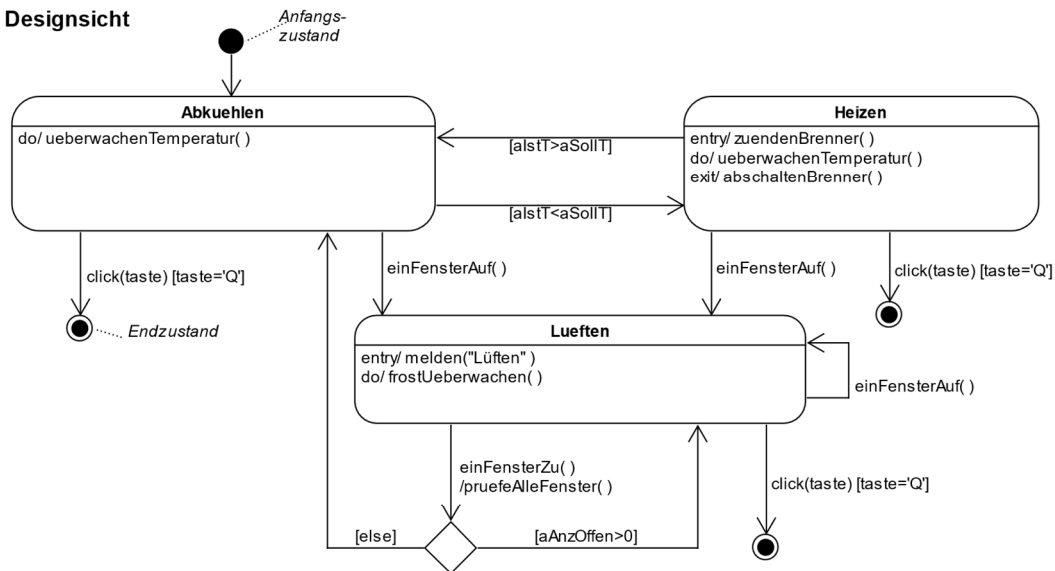 Designsicht
Anfangs-
zustand
Abkuehlen
do/ ueberwachenTemperatur( )
Heizen
entry/ zuendenBrenner( )
do/ ueberwachenTemperatur( )
exit/ abschaltenBrenner( )
[aIstT>aSollT]
[aIstT<aSollT]
click(taste) [taste='Q']
einFensterAuf( )
einFensterAuf( )
click(taste) [taste='Q']
Endzustand
Lueften
entry/ melden("Lüften" )
do/ frostUeberwachen( )
einFensterAuf( )
einFensterZu( )
/pruefeAlleFenster( )
click(taste) [taste='Q']
[else]
[aAnzOffen>0]